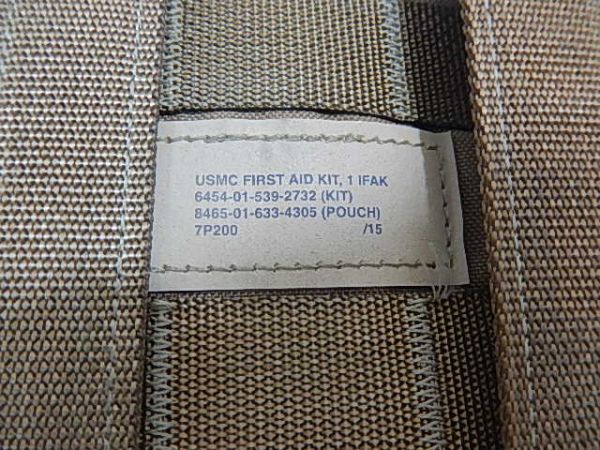 USMC FIRST AID KIT, 1 IFAK
6454-01-539-2732 (KIT)
8465-01-633-4305 (POUCH)
7P200 /15